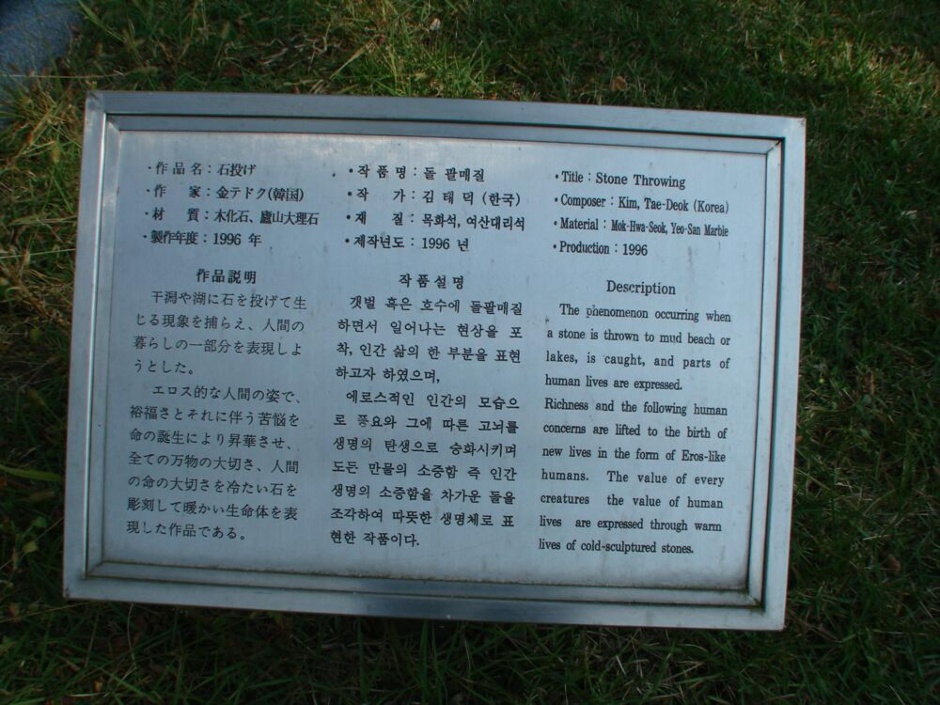 ・作品名：石投げ
・作　家：金テドク(韓国)
・材　質：木化石、廬山大理石
・製作年度：1996 年
作品説明
干潟や湖に石を投げて生
じる現象を捕らえ、人間の
暮らしの一部分を表現しよ
うとした。
エロス的な人間の姿で、
裕福さとそれに伴う苦悩を
命の誕生により昇華させ、
全ての万物の大切さ、人間
の命の大切さを冷たい石を
彫刻して暖かい生命体を表
現した作品である。
・작 품 명 : 돌 팔매질
・작　가 : 김 태 덕 (한국)
・재　질 : 목화석, 여산대리석
・제작년도 : 1996 년
작 품 설 명
갯벌 혹은 호수에 돌팔매질
하면서 일어나는 현상을 포
착, 인간 삶의 한 부분을 표현
하고자 하였으며,
에로스적인 인간의 모습으
로 풍요와 그에 따른 고뇌를
생명의 탄생으로 승화시키며
모든 만물의 소중함 즉 인간
생명의 소중함을 차가운 돌을
조각하여 따뜻한 생명체로 표
현한 작품이다.
・Title : Stone Throwing
・Composer : Kim, Tae-Deok (Korea)
・Material : Mok-Hwa-Seok, Yeo-San Marble
・Production : 1996
Description
The phenomenon occurring when
a stone is thrown to mud beach or
lakes, is caught, and parts of
human lives are expressed.
Richness and the following human
concerns are lifted to the birth of
new lives in the form of Eros-like
humans. The value of every
creatures the value of human
lives are expressed through warm
lives of cold-sculptured stones.